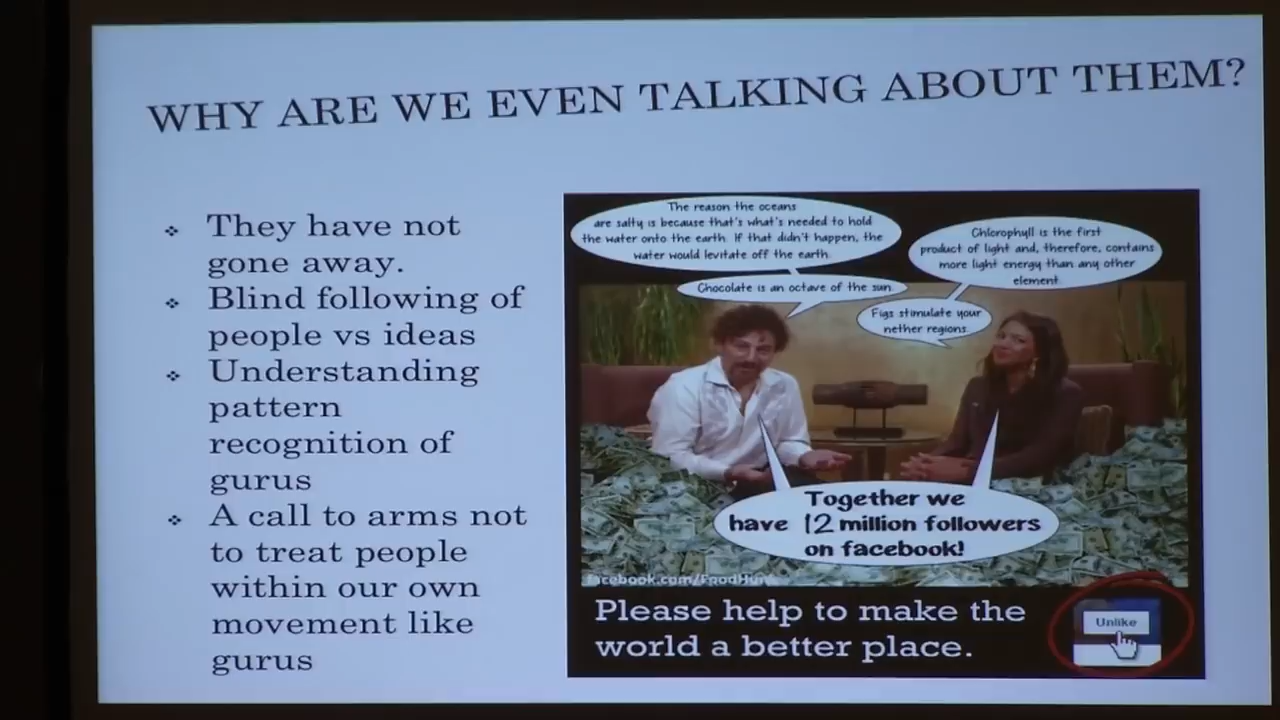 WHY ARE WE EVEN TALKING ABOUT THEM?
They have not
gone away.
Blind following of
people vs ideas
Understanding
pattern
recognition of
gurus
A call to arms not
to treat people
within our own
movement like
gurus
The reason the oceans
are salty is because that's what's needed to hold
the water onto the earth. If that didn't happen, the
water would levitate off the earth.
Chocolate is an octave of the sun.
Chlorophyll is the first
product of light and, therefore, contains
more light energy than any other
element.
Figs stimulate your
nether regions.
Together we
have 12 million followers
on facebook!
facebook.com/FoodHunk
Please help to make the
world a better place.
Unlike